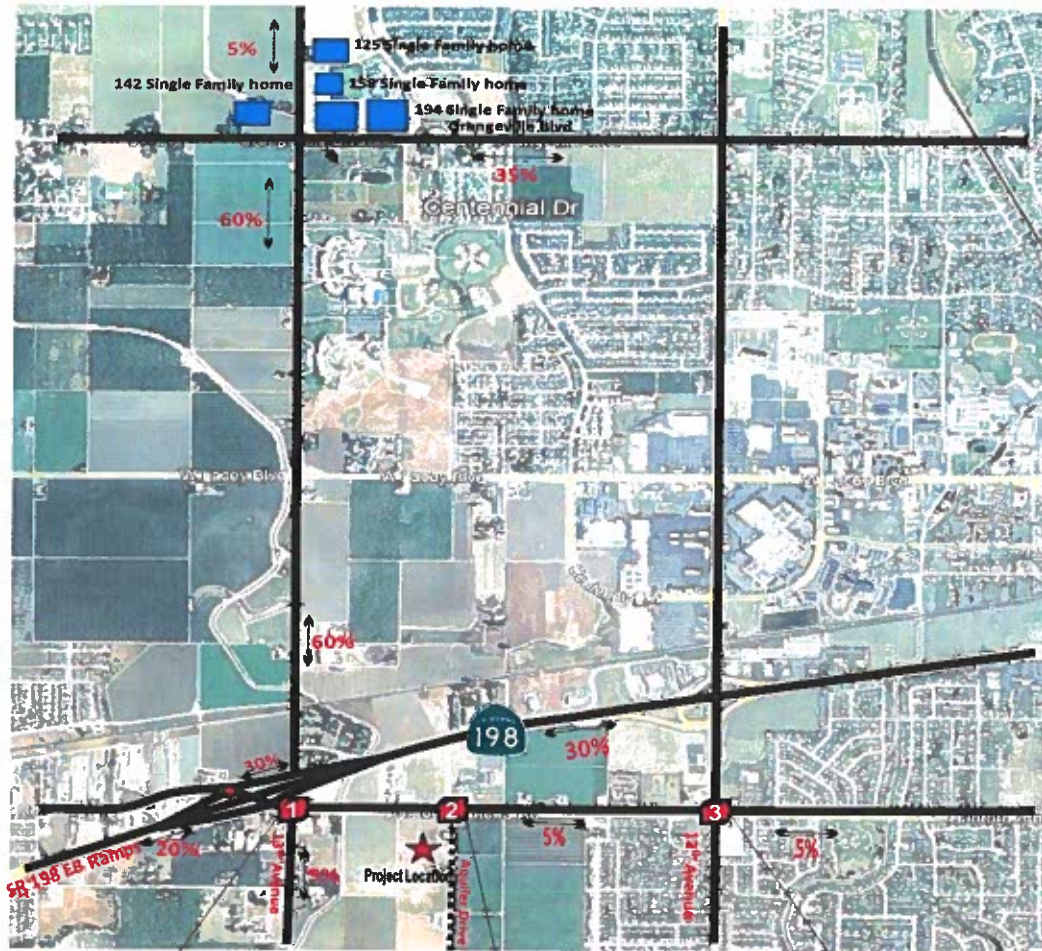 5%
125 Single Family home
142 Single Family home
158 Single Family home
194 Single Family home
Orangeville Blvd
35%
Centennial Dr
60%
60%
198
30%
30%
1
2
3
20%
SR 198 EB Ramps
13th Avenue
Project Location
Aquifer Drive
5%
12th Avenue
5%